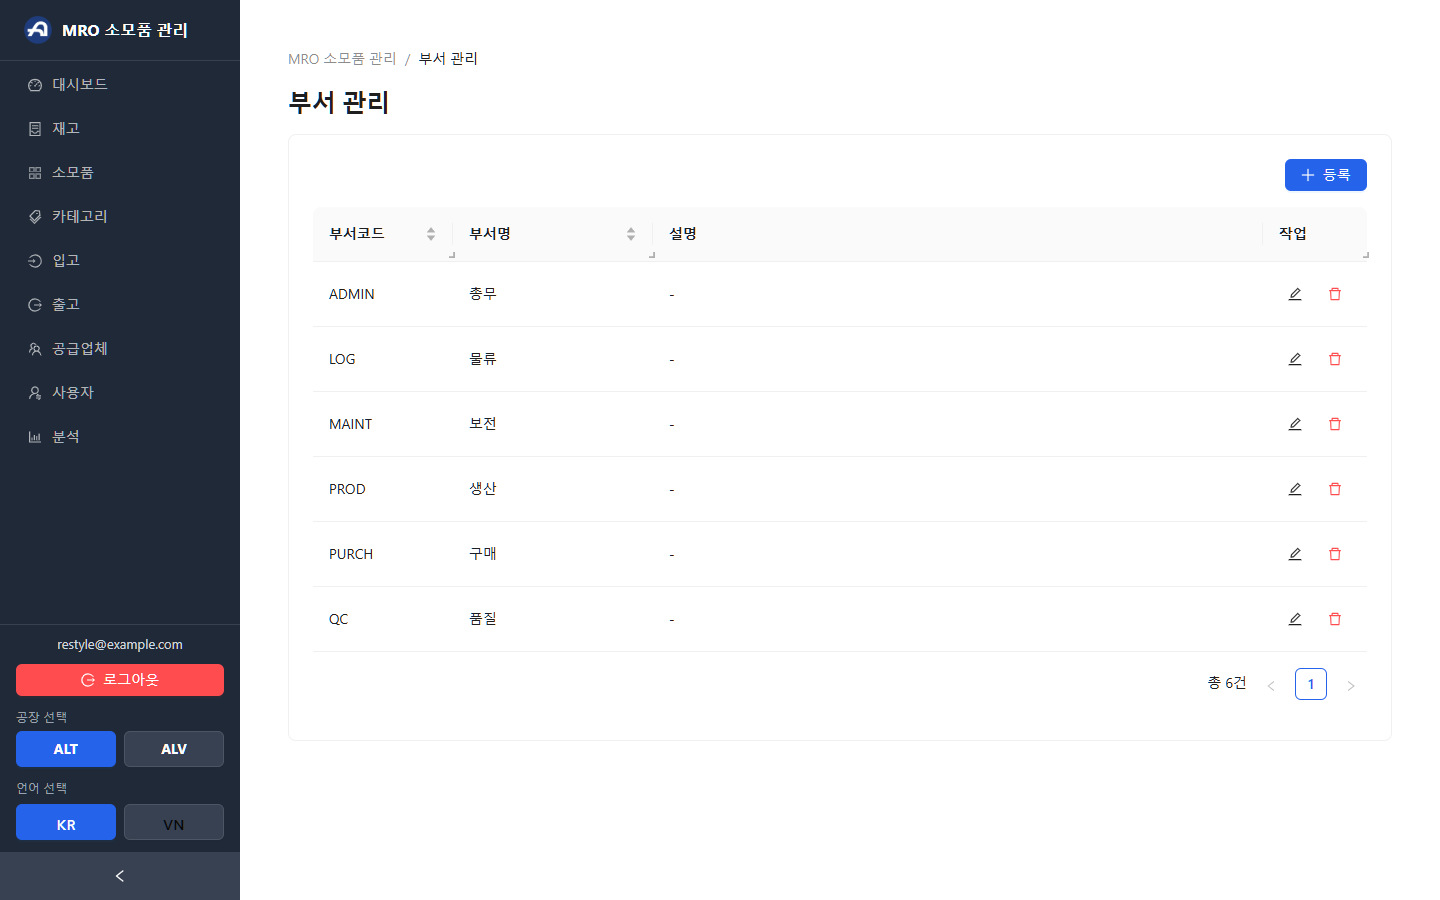 MRO 소모품 관리
대시보드
재고
소모품
카테고리
입고
출고
공급업체
사용자
분석
restyle@example.com
로그아웃
공장 선택
ALT ALV
언어 선택
KR VN
MRO 소모품 관리 / 부서 관리
부서 관리
등록
부서코드 부서명 설명 작업
ADMIN 총무 -
LOG 물류 -
MAINT 보전 -
PROD 생산 -
PURCH 구매 -
QC 품질 -
총 6건 1